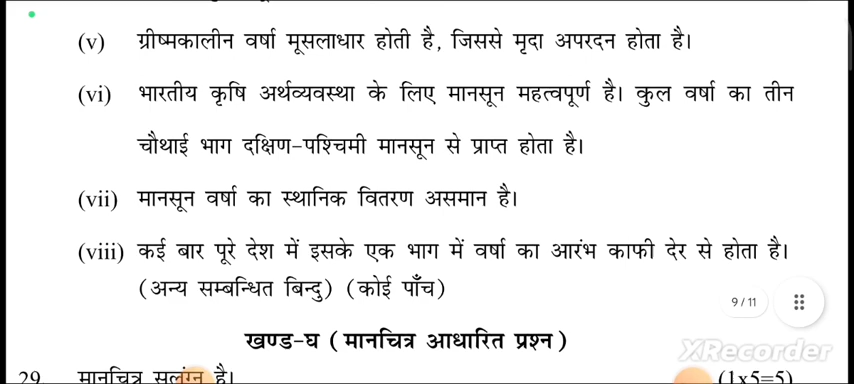 (v) ग्रीष्मकालीन वर्षा मूसलाधार होती है, जिससे मृदा अपरदन होता है।
(vi) भारतीय कृषि अर्थव्यवस्था के लिए मानसून महत्वपूर्ण है। कुल वर्षा का तीन
चौथाई भाग दक्षिण-पश्चिमी मानसून से प्राप्त होता है।
(vii) मानसून वर्षा का स्थानिक वितरण असमान है।
(viii) कई बार पूरे देश में इसके एक भाग में वर्षा का आरंभ काफी देर से होता है।
(अन्य सम्बन्धित बिन्दु) (कोई पाँच)
9 / 11
खण्ड-घ (मानचित्र आधारित प्रश्न)
XRecorder
29. मानचित्र सलंग्न है। (1x5=5)